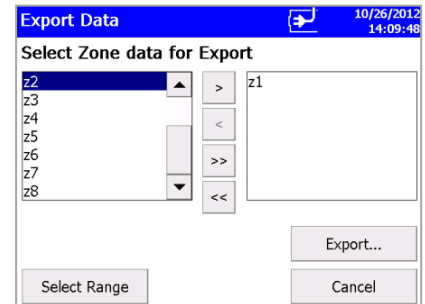 Export Data
10/26/2012
14:09:48
Select Zone data for Export
z2
z3
z4
z5
z6
z7
z8
>
<
>>
<<
z1
Export...
Select Range
Cancel